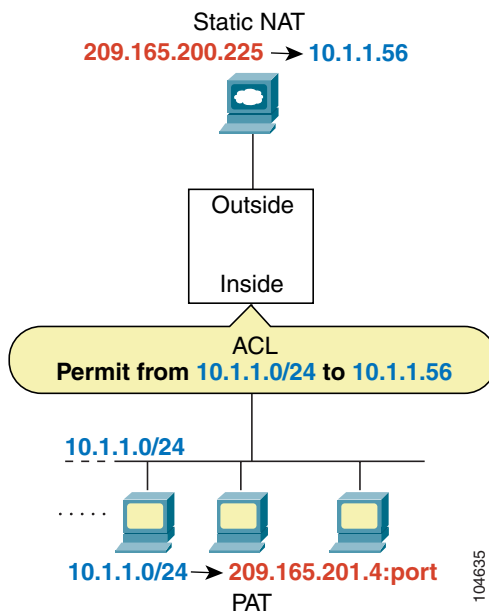 Static NAT
209.165.200.225 → 10.1.1.56
Outside
Inside
ACL
Permit from 10.1.1.0/24 to 10.1.1.56
10.1.1.0/24
10.1.1.0/24 → 209.165.201.4:port
PAT
104635